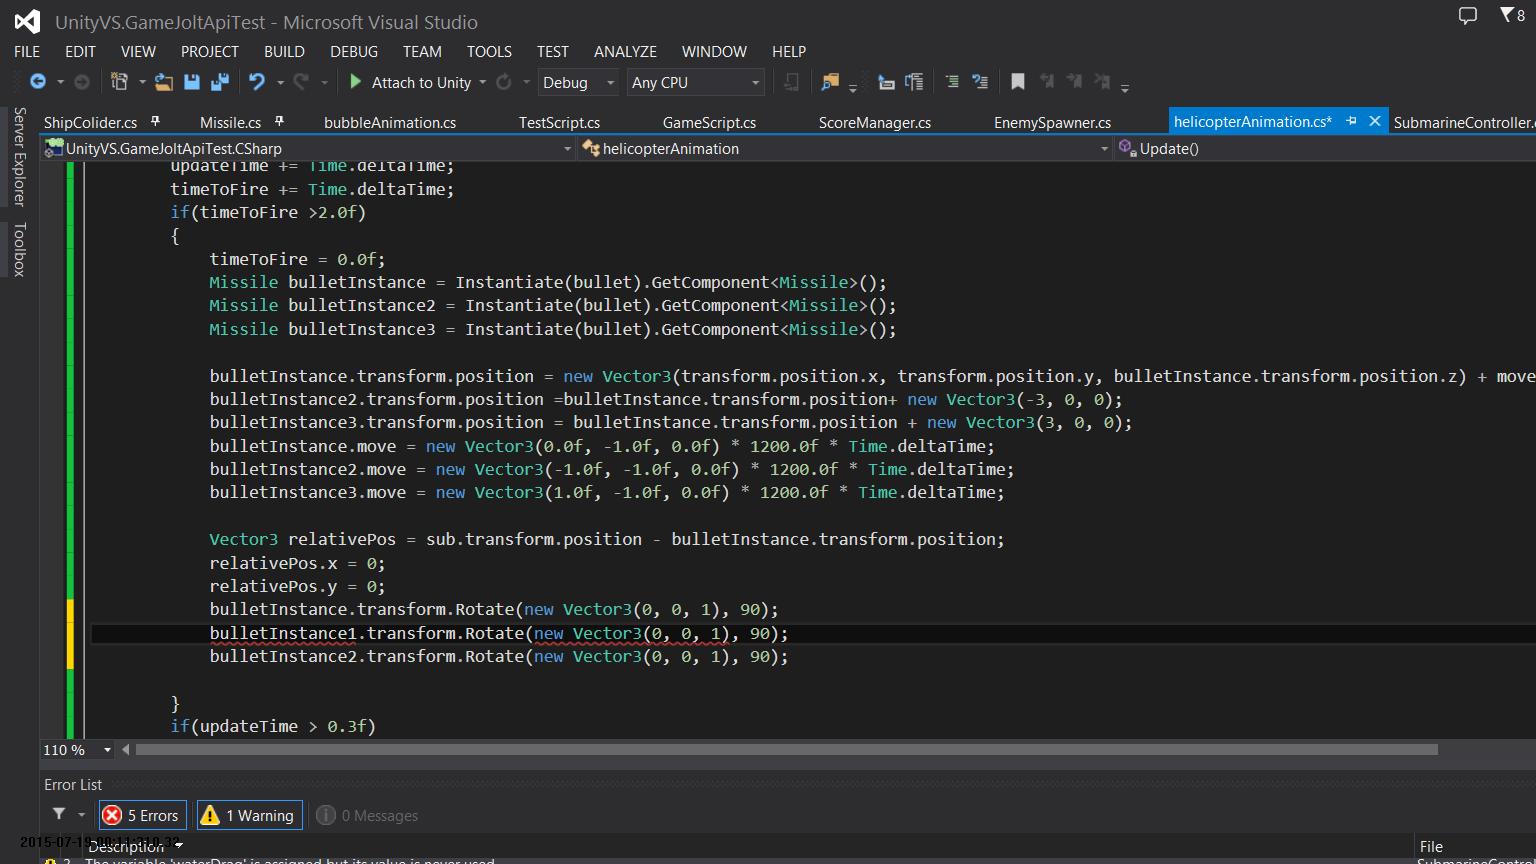 UnityVS.GameJoltApiTest - Microsoft Visual Studio
8
FILE EDIT VIEW PROJECT BUILD DEBUG TEAM TOOLS TEST ANALYZE WINDOW HELP
Attach to Unity Debug Any CPU
Server Explorer
Toolbox
ShipColider.cs Missile.cs bubbleAnimation.cs TestScript.cs GameScript.cs ScoreManager.cs EnemySpawner.cs helicopterAnimation.cs* SubmarineController.
UnityVS.GameJoltApiTest.CSharp helicopterAnimation Update()
updateTime += Time.deltaTime;
timeToFire += Time.deltaTime;
if(timeToFire >2.0f)
{
timeToFire = 0.0f;
Missile bulletInstance = Instantiate(bullet).GetComponent<Missile>();
Missile bulletInstance2 = Instantiate(bullet).GetComponent<Missile>();
Missile bulletInstance3 = Instantiate(bullet).GetComponent<Missile>();
bulletInstance.transform.position = new Vector3(transform.position.x, transform.position.y, bulletInstance.transform.position.z) + move
bulletInstance2.transform.position =bulletInstance.transform.position+ new Vector3(-3, 0, 0);
bulletInstance3.transform.position = bulletInstance.transform.position + new Vector3(3, 0, 0);
bulletInstance.move = new Vector3(0.0f, -1.0f, 0.0f) * 1200.0f * Time.deltaTime;
bulletInstance2.move = new Vector3(-1.0f, -1.0f, 0.0f) * 1200.0f * Time.deltaTime;
bulletInstance3.move = new Vector3(1.0f, -1.0f, 0.0f) * 1200.0f * Time.deltaTime;
Vector3 relativePos = sub.transform.position - bulletInstance.transform.position;
relativePos.x = 0;
relativePos.y = 0;
bulletInstance.transform.Rotate(new Vector3(0, 0, 1), 90);
bulletInstance1.transform.Rotate(new Vector3(0, 0, 1), 90);
bulletInstance2.transform.Rotate(new Vector3(0, 0, 1), 90);
}
if(updateTime > 0.3f)
110 %
Error List
5 Errors 1 Warning 0 Messages
Description File
The variable 'waterDrag' is assigned but its value is never used